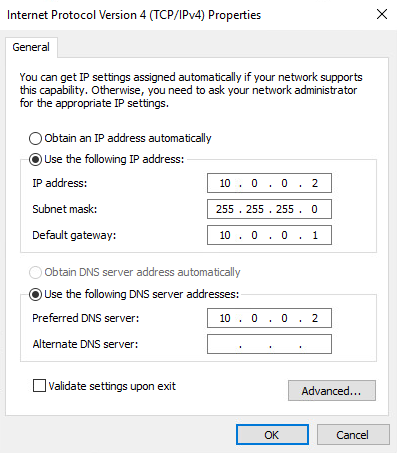 Internet Protocol Version 4 (TCP/IPv4) Properties
General
You can get IP settings assigned automatically if your network supports
this capability. Otherwise, you need to ask your network administrator
for the appropriate IP settings.
Obtain an IP address automatically
Use the following IP address:
IP address: 10 . 0 . 0 . 2
Subnet mask: 255 . 255 . 255 . 0
Default gateway: 10 . 0 . 0 . 1
Obtain DNS server address automatically
Use the following DNS server addresses:
Preferred DNS server: 10 . 0 . 0 . 2
Alternate DNS server: . . .
Validate settings upon exit
Advanced...
OK Cancel